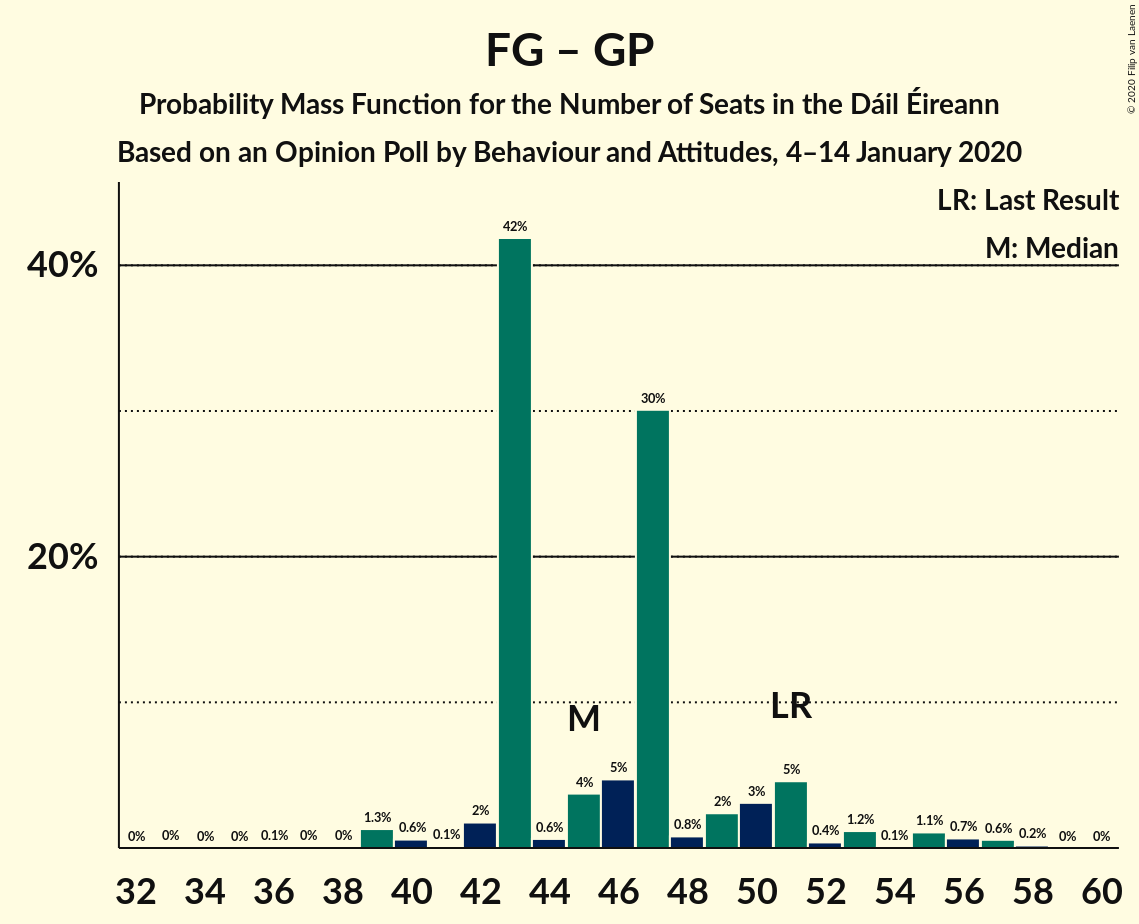 FG – GP
Probability Mass Function for the Number of Seats in the Dáil Éireann
Based on an Opinion Poll by Behaviour and Attitudes, 4–14 January 2020
© 2020 Filip van Laenen
LR: Last Result
M: Median
40%
20%
0% 0% 0% 0% 0.1% 0% 0% 1.3% 0.6% 0.1% 2% 42% 0.6% 4% 5% 30% 0.8% 2% 3% 5% 0.4% 1.2% 0.1% 1.1% 0.7% 0.6% 0.2% 0% 0%
M LR
32 34 36 38 40 42 44 46 48 50 52 54 56 58 60